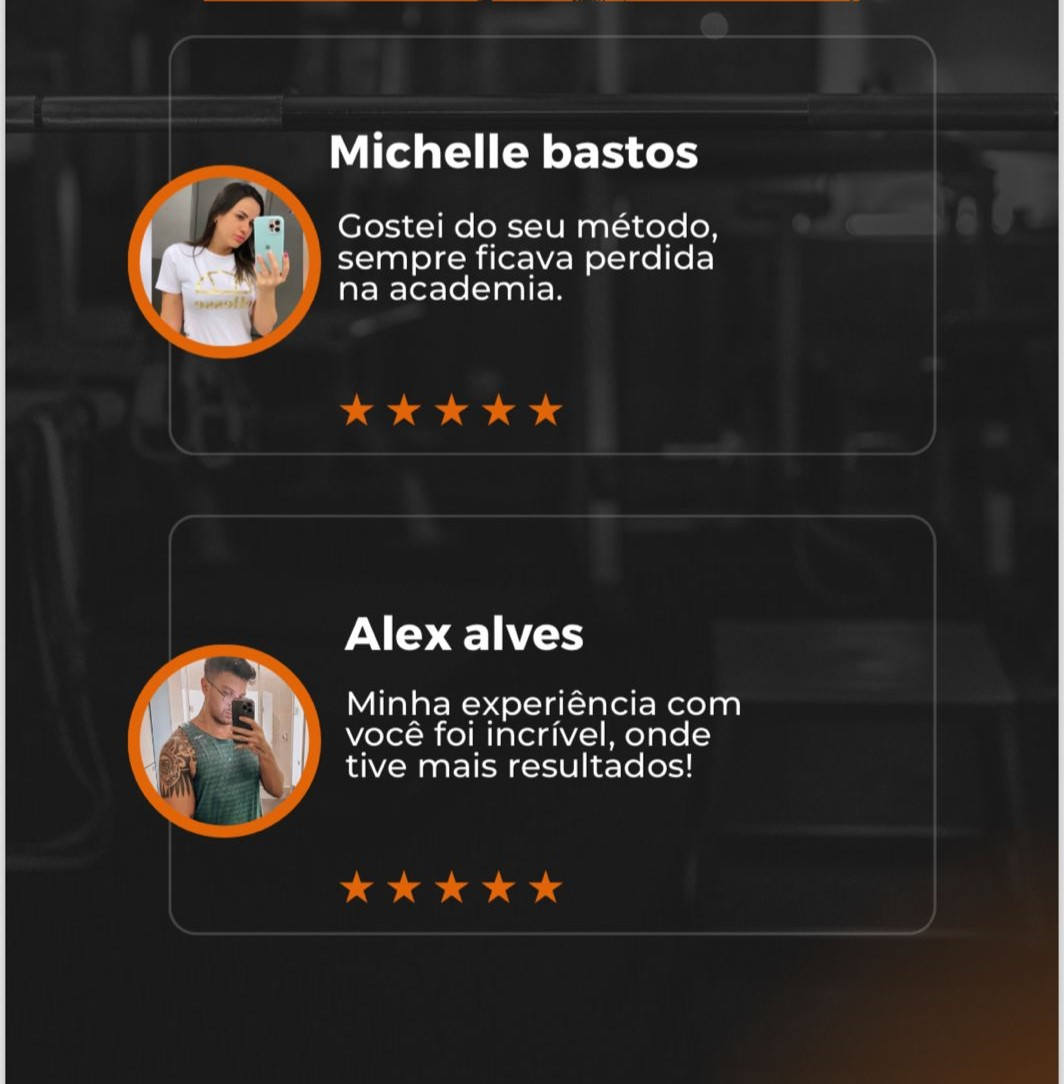 Michelle bastos
Gostei do seu método,
sempre ficava perdida
na academia.
★ ★ ★ ★ ★
Alex alves
Minha experiência com
você foi incrível, onde
tive mais resultados!
★ ★ ★ ★ ★